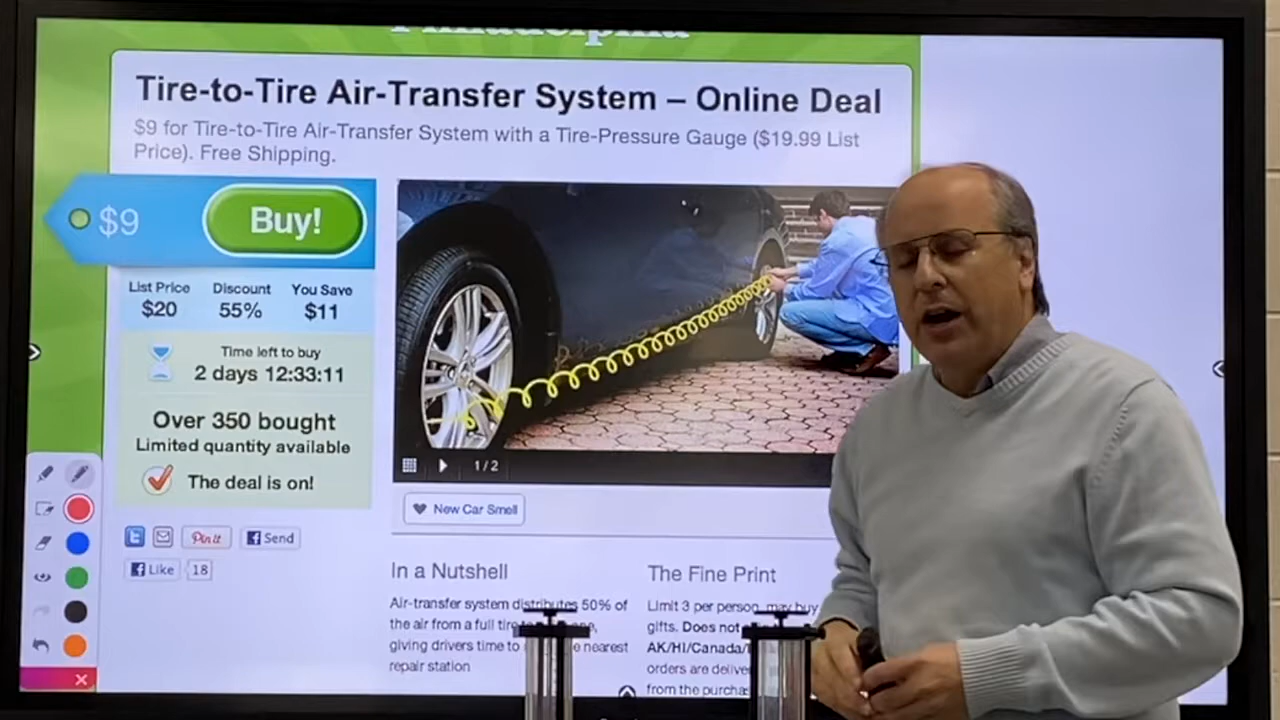 Philadelphia
Tire-to-Tire Air-Transfer System – Online Deal
$9 for Tire-to-Tire Air-Transfer System with a Tire-Pressure Gauge ($19.99 List
Price). Free Shipping.
$9
Buy!
List Price Discount You Save
$20 55% $11
Time left to buy
2 days 12:33:11
Over 350 bought
Limited quantity available
The deal is on!
Pin it
Send
Like 18
1/2
New Car Smell
In a Nutshell
Air-transfer system distributes 50% of
the air from a full tire
giving drivers time to nearest
repair station
The Fine Print
Limit 3 per person, may buy
gifts. Does not
AK/HI/Canada/
orders are
from the